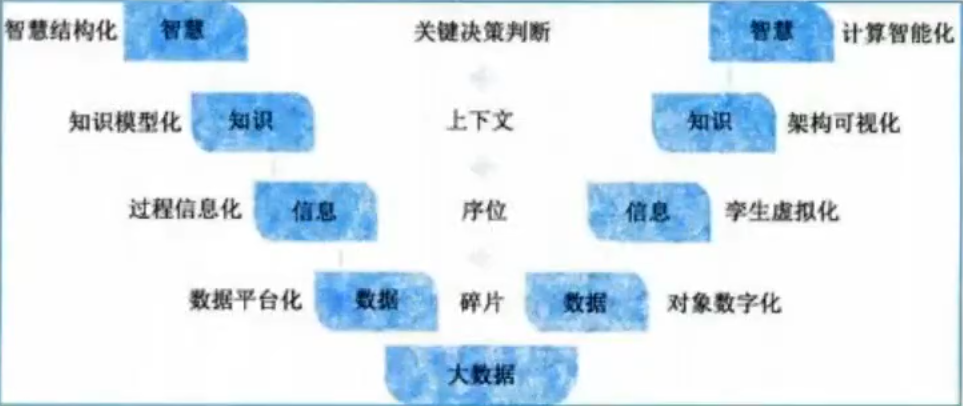 智慧结构化 智慧 关键决策判断 智慧 计算智能化
知识模型化 知识 上下文 知识 架构可视化
过程信息化 信息 序位 信息 孪生虚拟化
数据平台化 数据 碎片 数据 对象数字化
大数据